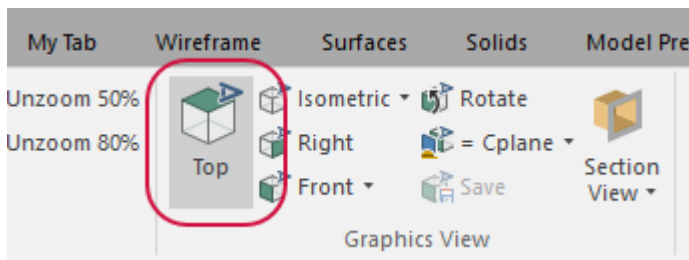 My Tab Wireframe Surfaces Solids Model Pre
Unzoom 50%
Unzoom 80%
Top
Isometric
Right
Front
Rotate
= Cplane
Save
Section
View
Graphics View